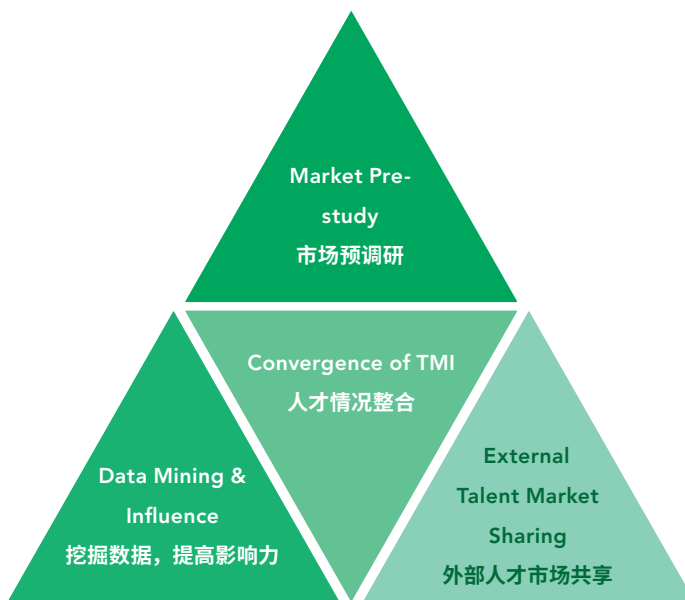 Market Pre-
study
市场预调研
Convergence of TMI
人才情况整合
Data Mining &
Influence
挖掘数据，提高影响力
External
Talent Market
Sharing
外部人才市场共享